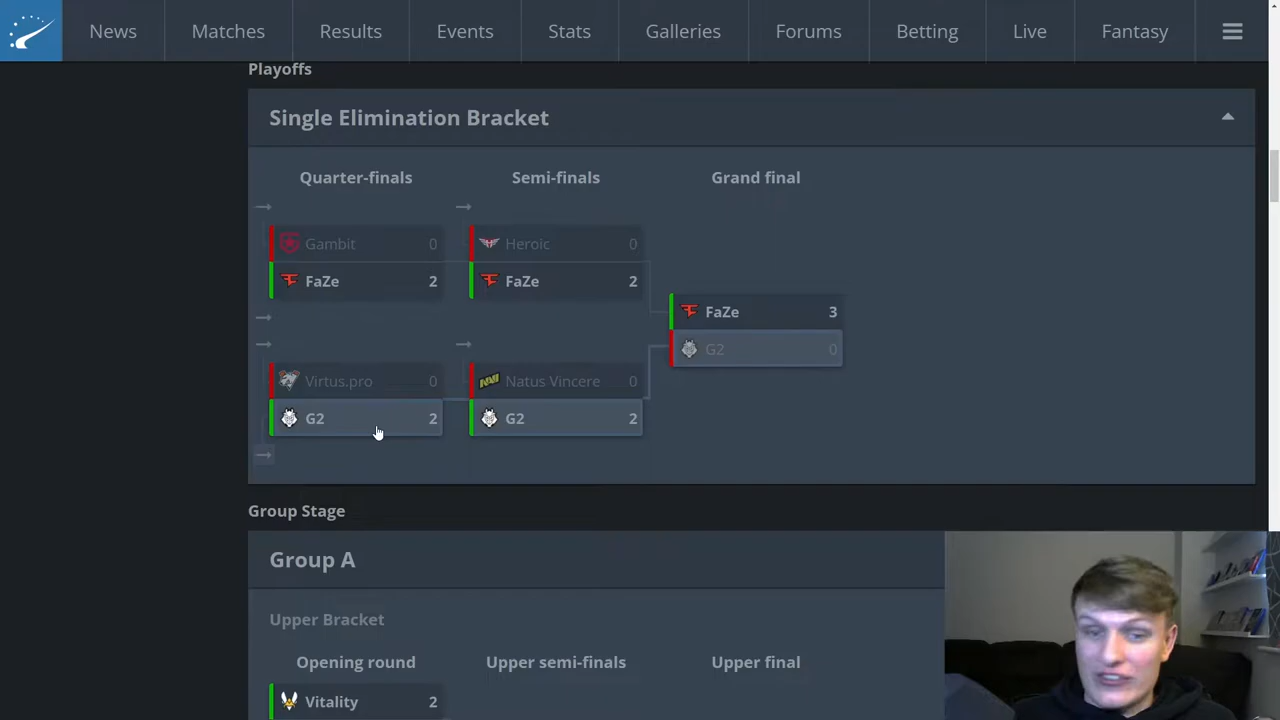 News Matches Results Events Stats Galleries Forums Betting Live Fantasy
Playoffs
Single Elimination Bracket
Quarter-finals Semi-finals Grand final
Gambit 0 Heroic 0
FaZe 2 FaZe 2
FaZe 3
G2 0
Virtus.pro 0 Natus Vincere 0
G2 2 G2 2
Group Stage
Group A
Upper Bracket
Opening round Upper semi-finals Upper final
Vitality 2